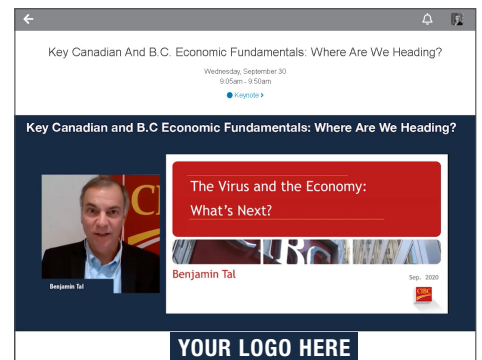 Key Canadian And B.C. Economic Fundamentals: Where Are We Heading?
Wednesday, September 30
9:05am - 9:50am
Keynote >
Key Canadian and B.C Economic Fundamentals: Where Are We Heading?
CI
Benjamin Tal
The Virus and the Economy:
What's Next?
CIBC
Benjamin Tal
Sep. 2020
CIBC
YOUR LOGO HERE